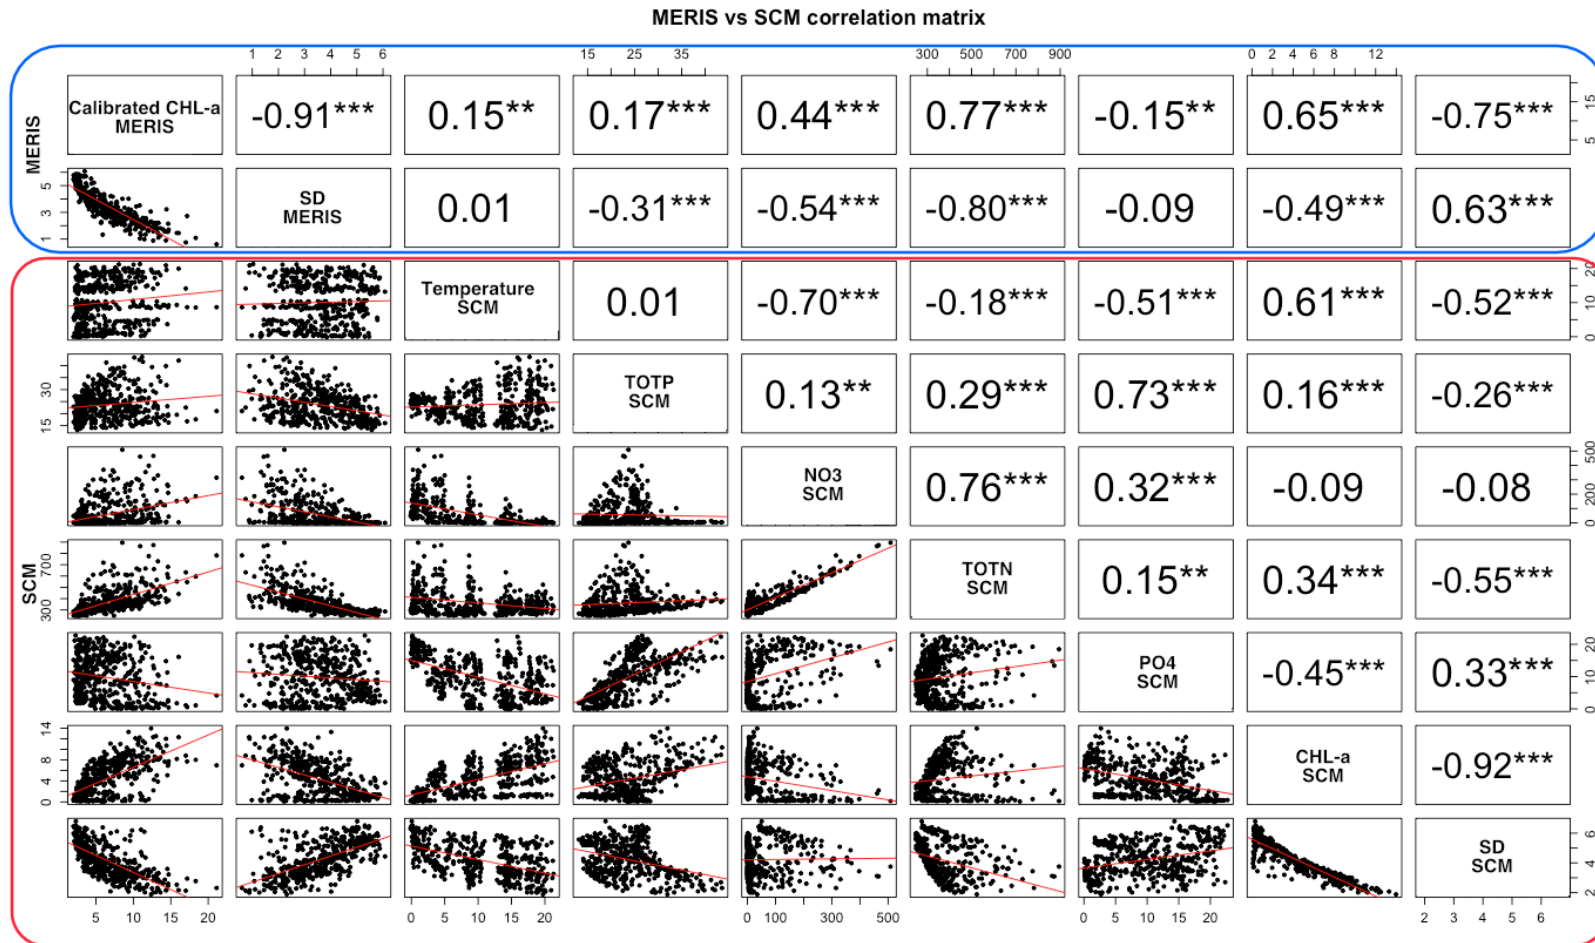 MERIS vs SCM correlation matrix
1 2 3 4 5 6
15 25 35
300 500 700 900
0 2 4 6 8 12
MERIS
Calibrated CHL-a
MERIS
-0.91***
0.15**
0.17***
0.44***
0.77***
-0.15**
0.65***
-0.75***
5 15
1 3 5
SD
MERIS
0.01
-0.31***
-0.54***
-0.80***
-0.09
-0.49***
0.63***
SCM
Temperature
SCM
0.01
-0.70***
-0.18***
-0.51***
0.61***
-0.52***
0 10 20
15 30
TOTP
SCM
0.13**
0.29***
0.73***
0.16***
-0.26***
NO3
SCM
0.76***
0.32***
-0.09
-0.08
0 200 500
300 700
TOTN
SCM
0.15**
0.34***
-0.55***
PO4
SCM
-0.45***
0.33***
0 10 20
0 4 8 14
CHL-a
SCM
-0.92***
SD
SCM
2 4 6
5 10 15 20
0 5 10 15 20
0 100 300 500
0 5 10 15 20
2 3 4 5 6